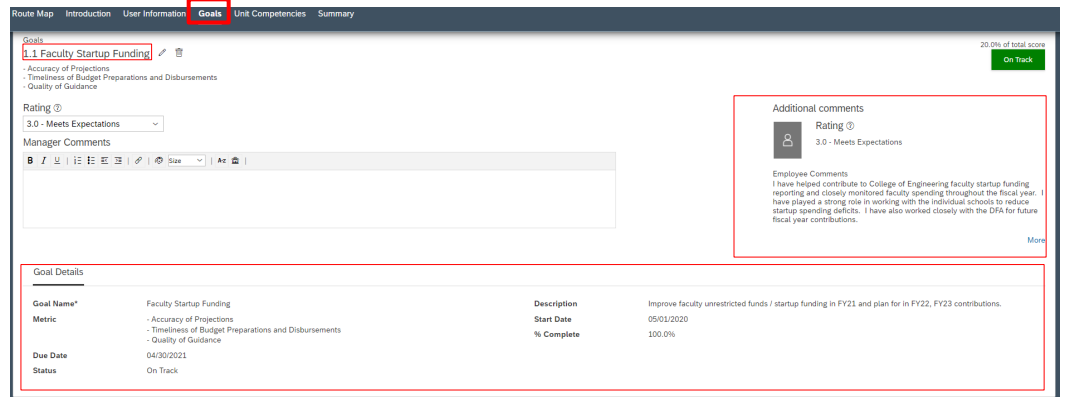 Route Map Introduction User Information Goals Unit Competencies Summary
Goals
1.1 Faculty Startup Funding
- Accuracy of Projections
- Timeliness of Budget Preparations and Disbursements
- Quality of Guidance
20.0% of total score
On Track
Rating
3.0 - Meets Expectations
Manager Comments
B I U Size A-z
Additional comments
Rating
3.0 - Meets Expectations
Employee Comments
I have helped contribute to College of Engineering faculty startup funding
reporting and closely monitored faculty spending throughout the fiscal year. I
have played a strong role in working with the individual schools to reduce
startup spending deficits. I have also worked closely with the DFA for future
fiscal year contributions.
More
Goal Details
Goal Name* Faculty Startup Funding
Metric - Accuracy of Projections
- Timeliness of Budget Preparations and Disbursements
- Quality of Guidance
Due Date 04/30/2021
Status On Track
Description Improve faculty unrestricted funds / startup funding in FY21 and plan for in FY22, FY23 contributions.
Start Date 05/01/2020
% Complete 100.0%